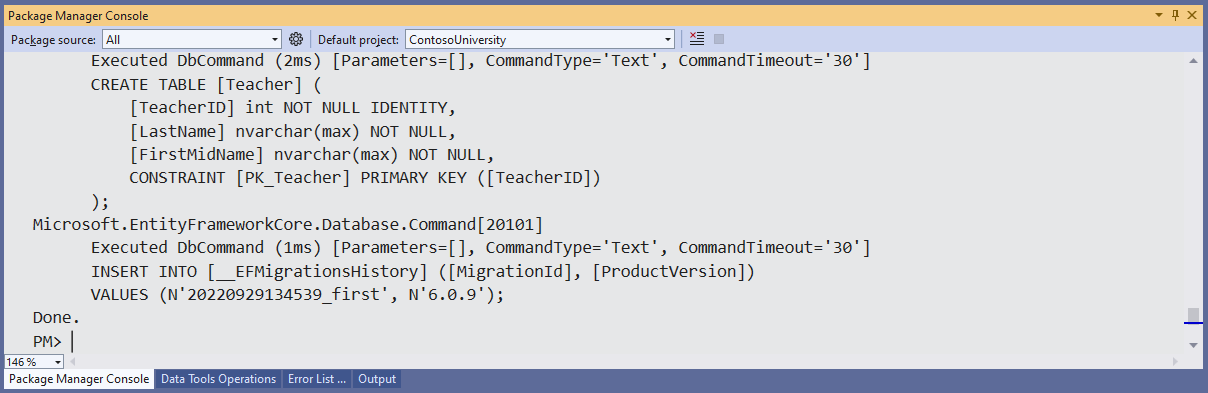 Package Manager Console
Package source: All Default project: ContosoUniversity
Executed DbCommand (2ms) [Parameters=[], CommandType='Text', CommandTimeout='30']
CREATE TABLE [Teacher] (
[TeacherID] int NOT NULL IDENTITY,
[LastName] nvarchar(max) NOT NULL,
[FirstMidName] nvarchar(max) NOT NULL,
CONSTRAINT [PK_Teacher] PRIMARY KEY ([TeacherID])
);
Microsoft.EntityFrameworkCore.Database.Command[20101]
Executed DbCommand (1ms) [Parameters=[], CommandType='Text', CommandTimeout='30']
INSERT INTO [__EFMigrationsHistory] ([MigrationId], [ProductVersion])
VALUES (N'20220929134539_first', N'6.0.9');
Done.
PM>
146 %
Package Manager Console Data Tools Operations Error List ... Output